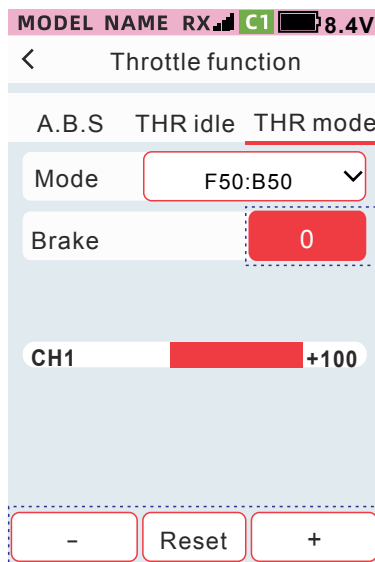 MODEL NAME RX C1 8.4V
< Throttle function
A.B.S THR idle THR mode
Mode F50:B50
Brake 0
CH1 +100
- Reset +